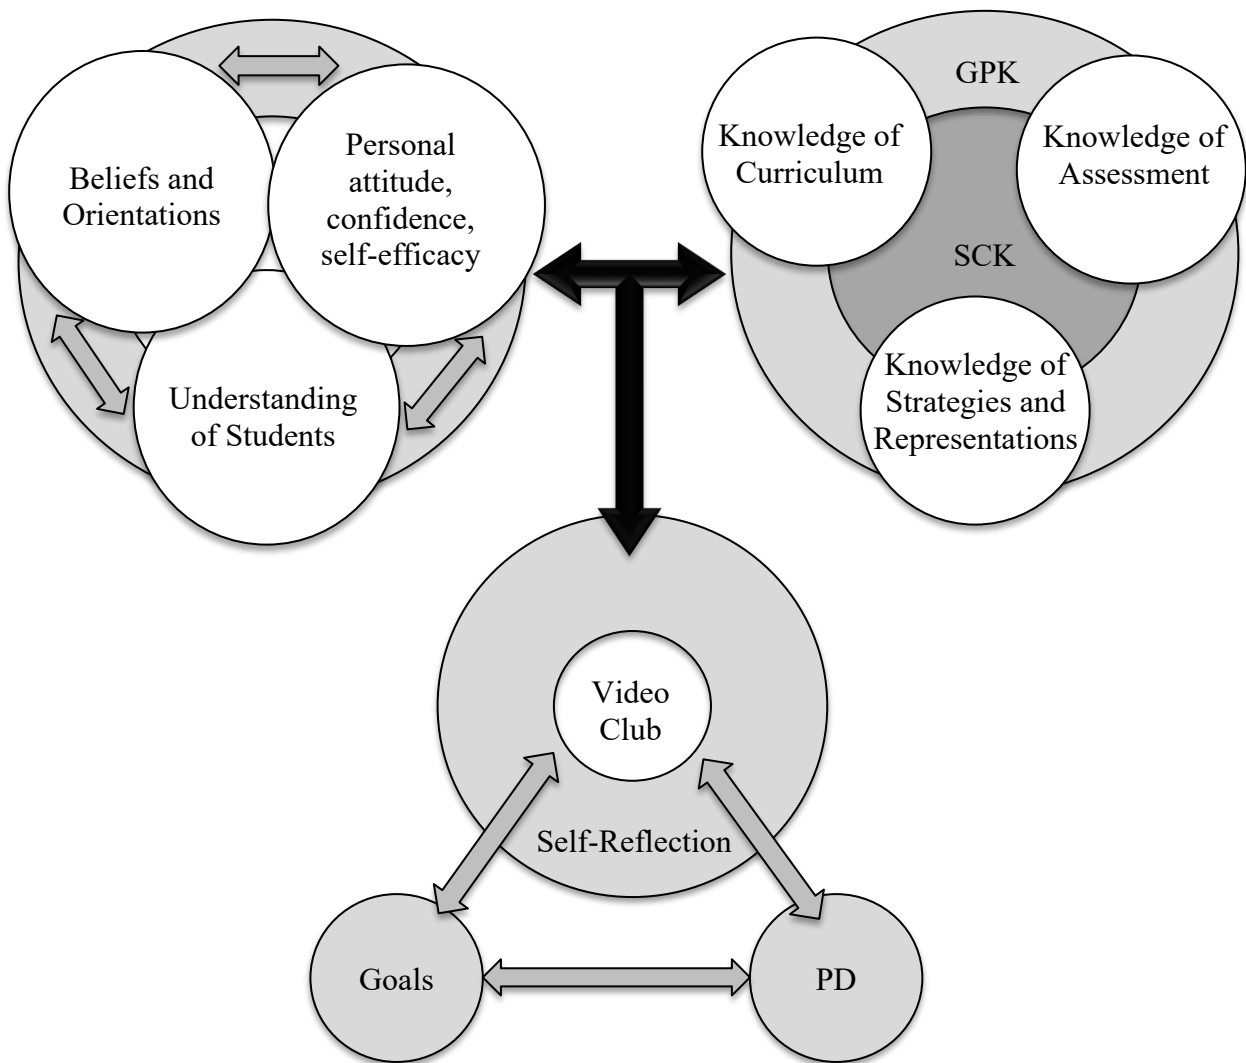 Beliefs and
Orientations
Personal
attitude,
confidence,
self-efficacy
Understanding
of Students
GPK
Knowledge of
Curriculum
Knowledge of
Assessment
SCK
Knowledge of
Strategies and
Representations
Video
Club
Self-Reflection
Goals
PD